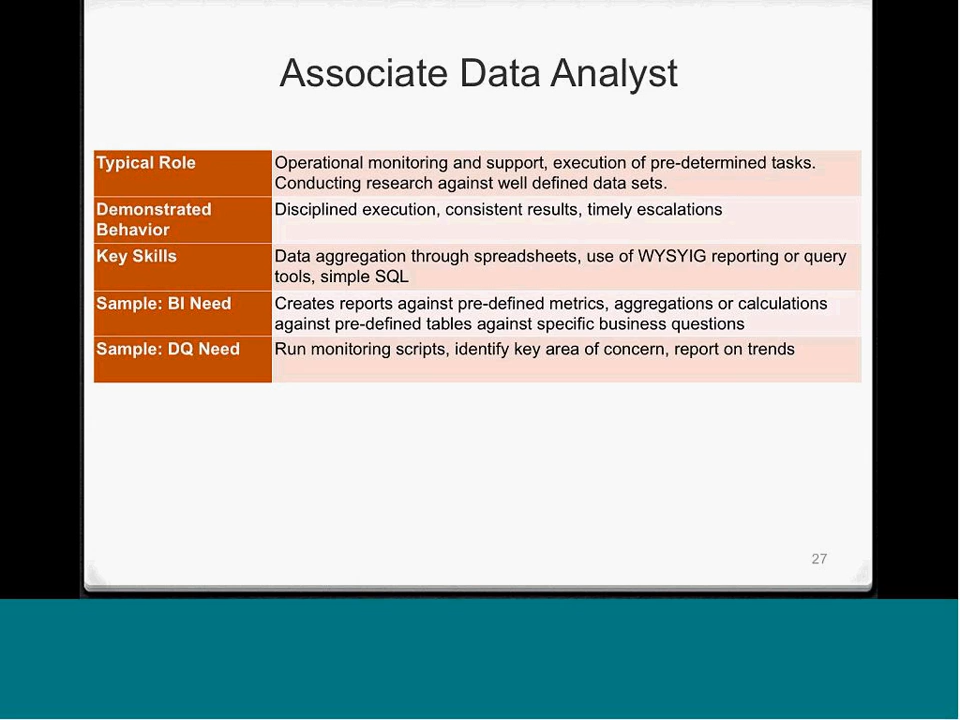 Associate Data Analyst
Typical Role
Operational monitoring and support, execution of pre-determined tasks.
Conducting research against well defined data sets.
Demonstrated
Behavior
Disciplined execution, consistent results, timely escalations
Key Skills
Data aggregation through spreadsheets, use of WYSYIG reporting or query
tools, simple SQL
Sample: BI Need
Creates reports against pre-defined metrics, aggregations or calculations
against pre-defined tables against specific business questions
Sample: DQ Need
Run monitoring scripts, identify key area of concern, report on trends
27